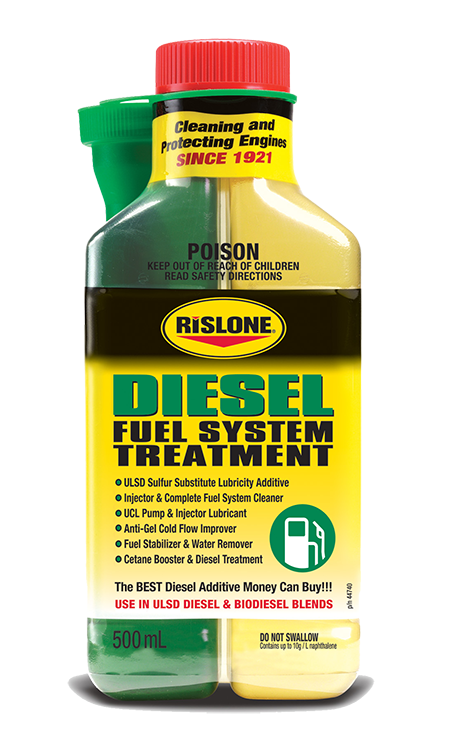 Cleaning and
Protecting Engines
SINCE 1921
POISON
KEEP OUT OF REACH OF CHILDREN
READ SAFETY DIRECTIONS
RiSLONE®
DIESEL
FUEL SYSTEM
TREATMENT
ULSD Sulfur Substitute Lubricity Additive
Injector & Complete Fuel System Cleaner
UCL Pump & Injector Lubricant
Anti-Gel Cold Flow Improver
Fuel Stabilizer & Water Remover
Cetane Booster & Diesel Treatment
The BEST Diesel Additive Money Can Buy!!!
USE IN ULSD DIESEL & BIODIESEL BLENDS
p/n 44740
500mL
DO NOT SWALLOW
Contains up to 10g / L naphthalene